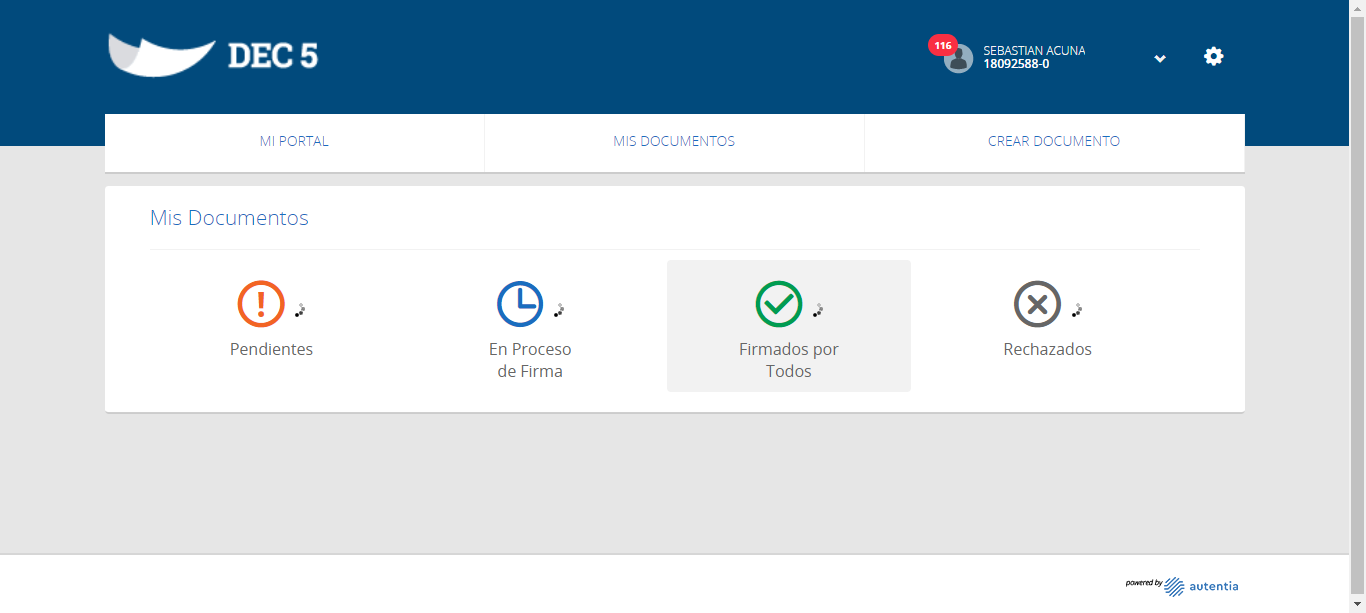 DEC 5
116
SEBASTIAN ACUNA
18092588-0
MI PORTAL
MIS DOCUMENTOS
CREAR DOCUMENTO
Mis Documentos
Pendientes
En Proceso
de Firma
Firmados por
Todos
Rechazados
powered by
autentia